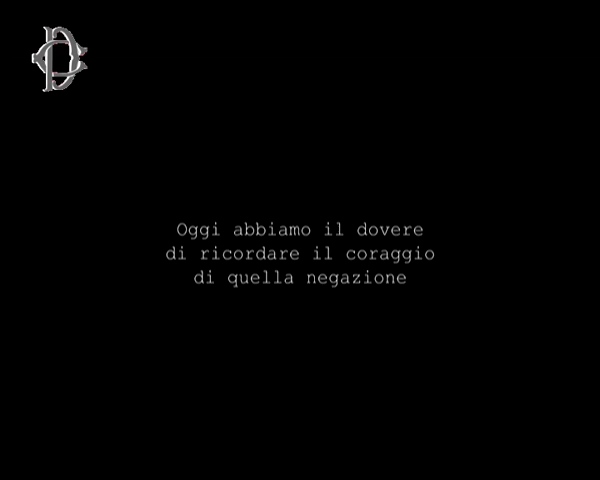 Oggi abbiamo il dovere
di ricordare il coraggio
di quella negazione